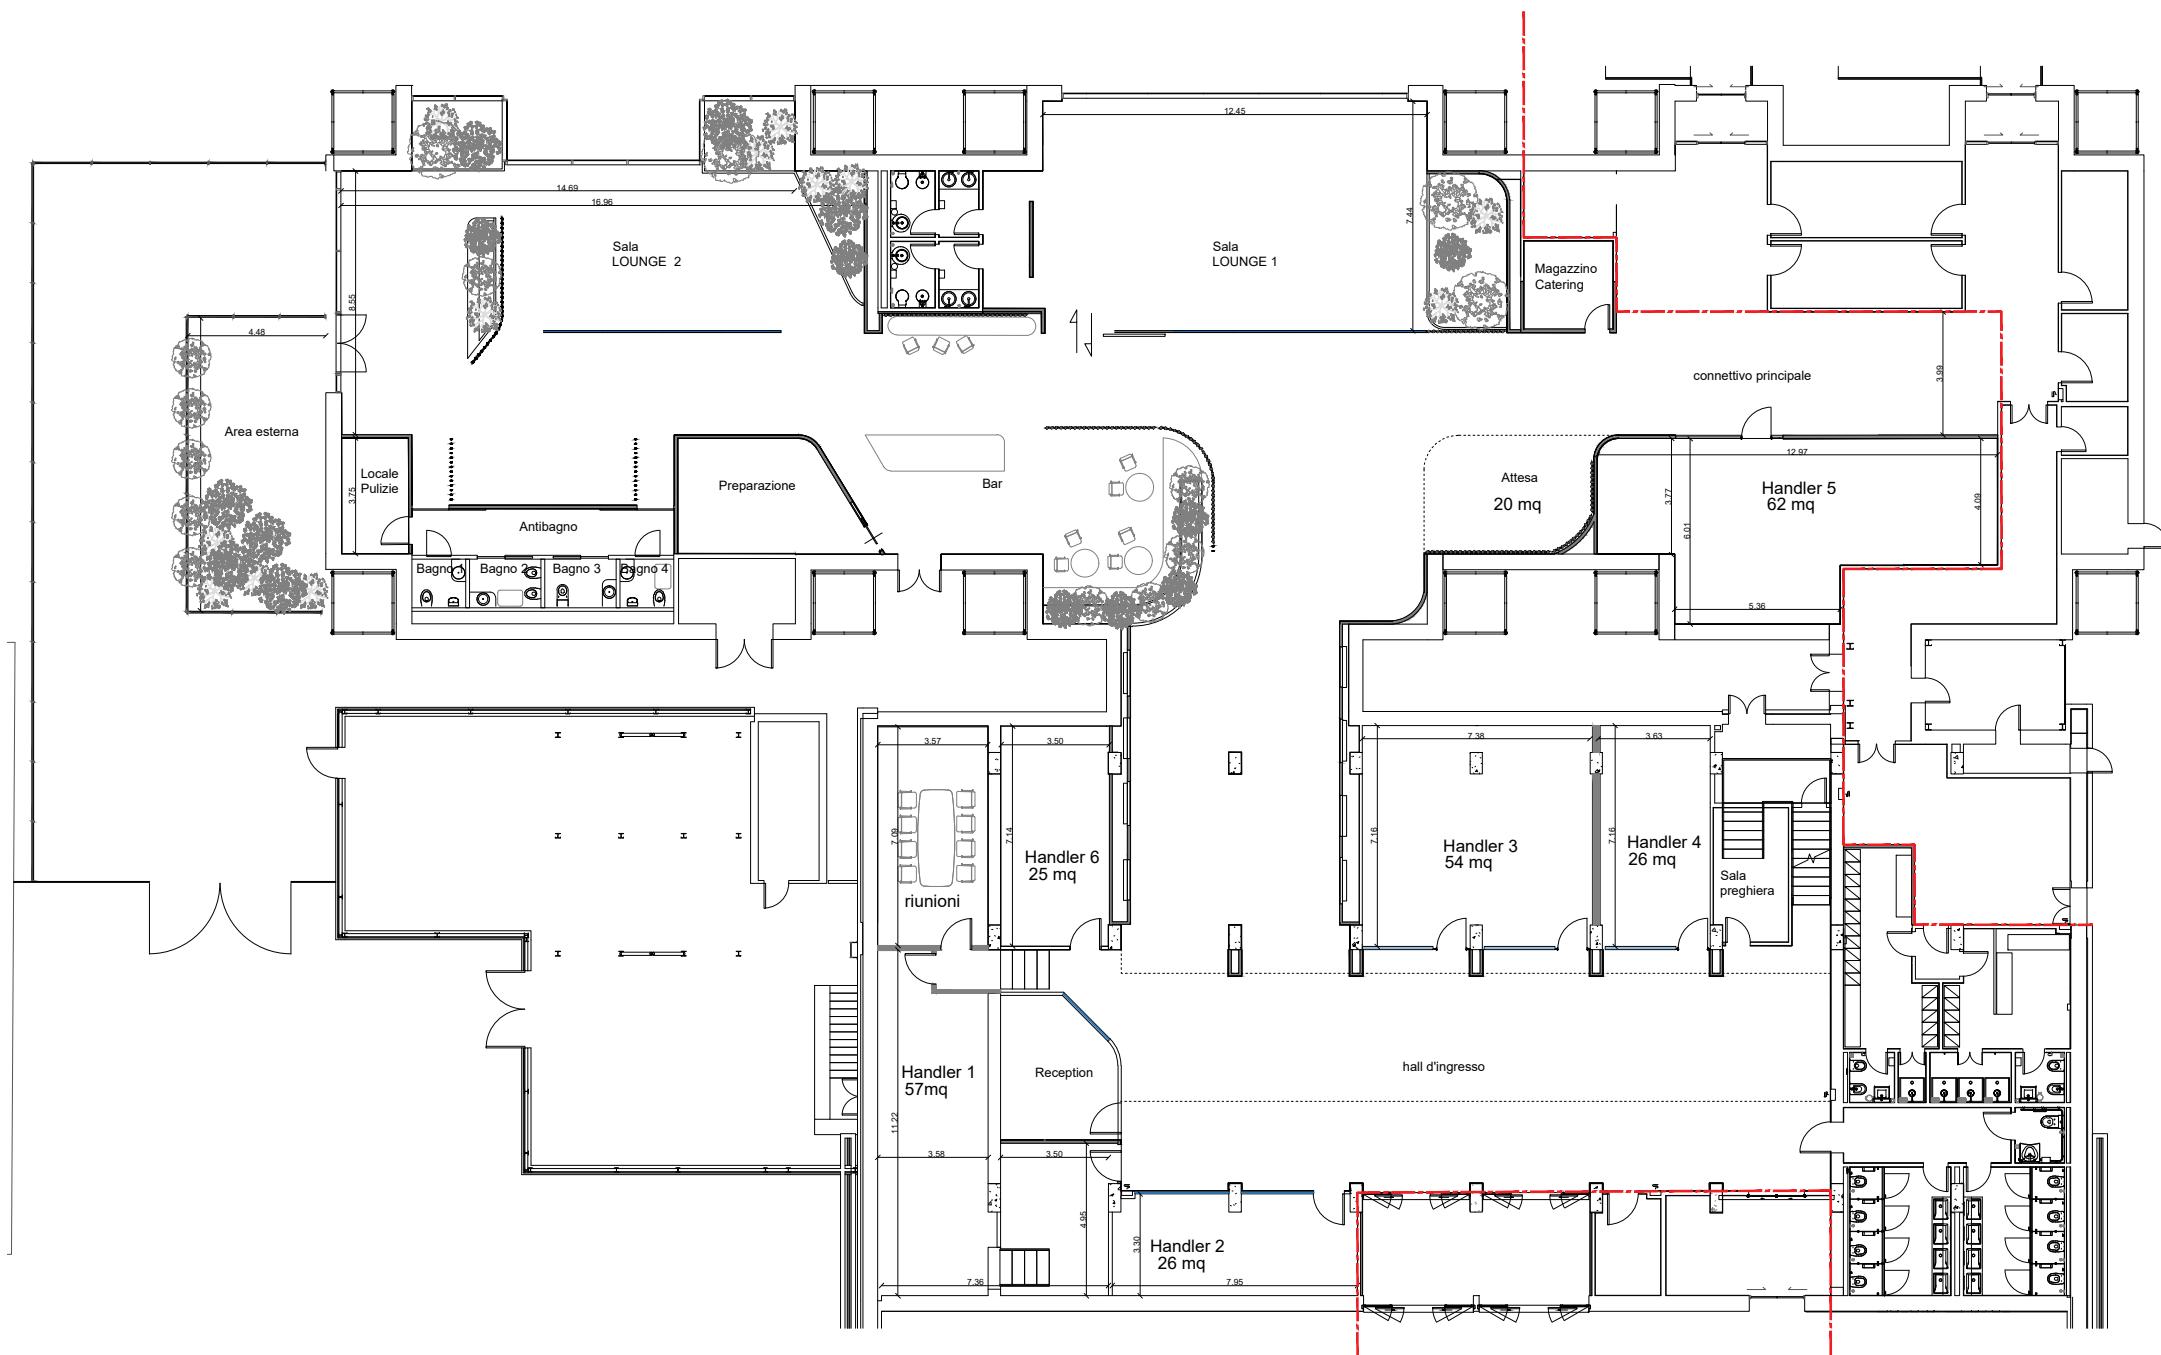 12.45
14.69
16.96
7.44
Sala
LOUNGE 2
Sala
LOUNGE 1
Magazzino
Catering
8.55
4.48
connettivo principale
3.99
Area esterna
Locale
Pulizie
3.75
Preparazione
Bar
Attesa
20 mq
12.97
Handler 5
62 mq
3.77
6.01
4.09
Antibagno
Bagno 1
Bagno 2
Bagno 3
Bagno 4
5.36
3.57
3.50
7.38
3.63
7.09
7.14
7.16
7.16
Handler 6
25 mq
Handler 3
54 mq
Handler 4
26 mq
Sala
preghiera
riunioni
Handler 1
57mq
Reception
hall d'ingresso
11.22
3.58
3.50
4.95
3.30
Handler 2
26 mq
7.36
7.95